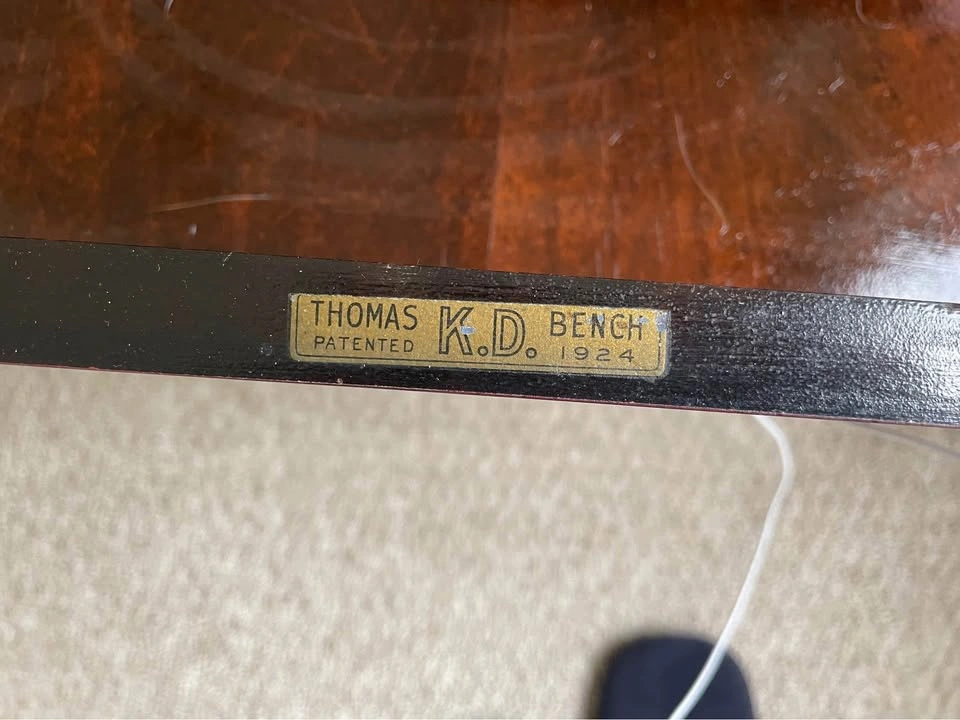 THOMAS K.D. BENCH
PATENTED 1924